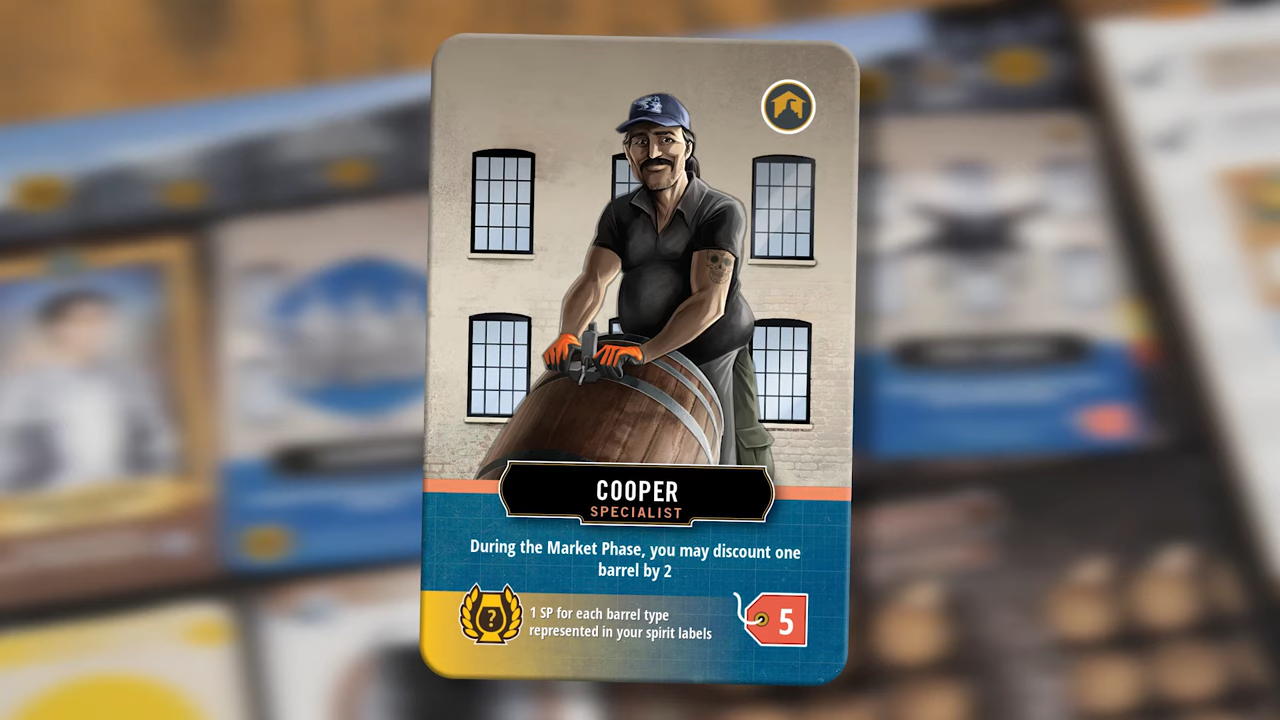 COOPER
SPECIALIST
During the Market Phase, you may discount one
barrel by 2
?
1 SP for each barrel type
represented in your spirit labels
5